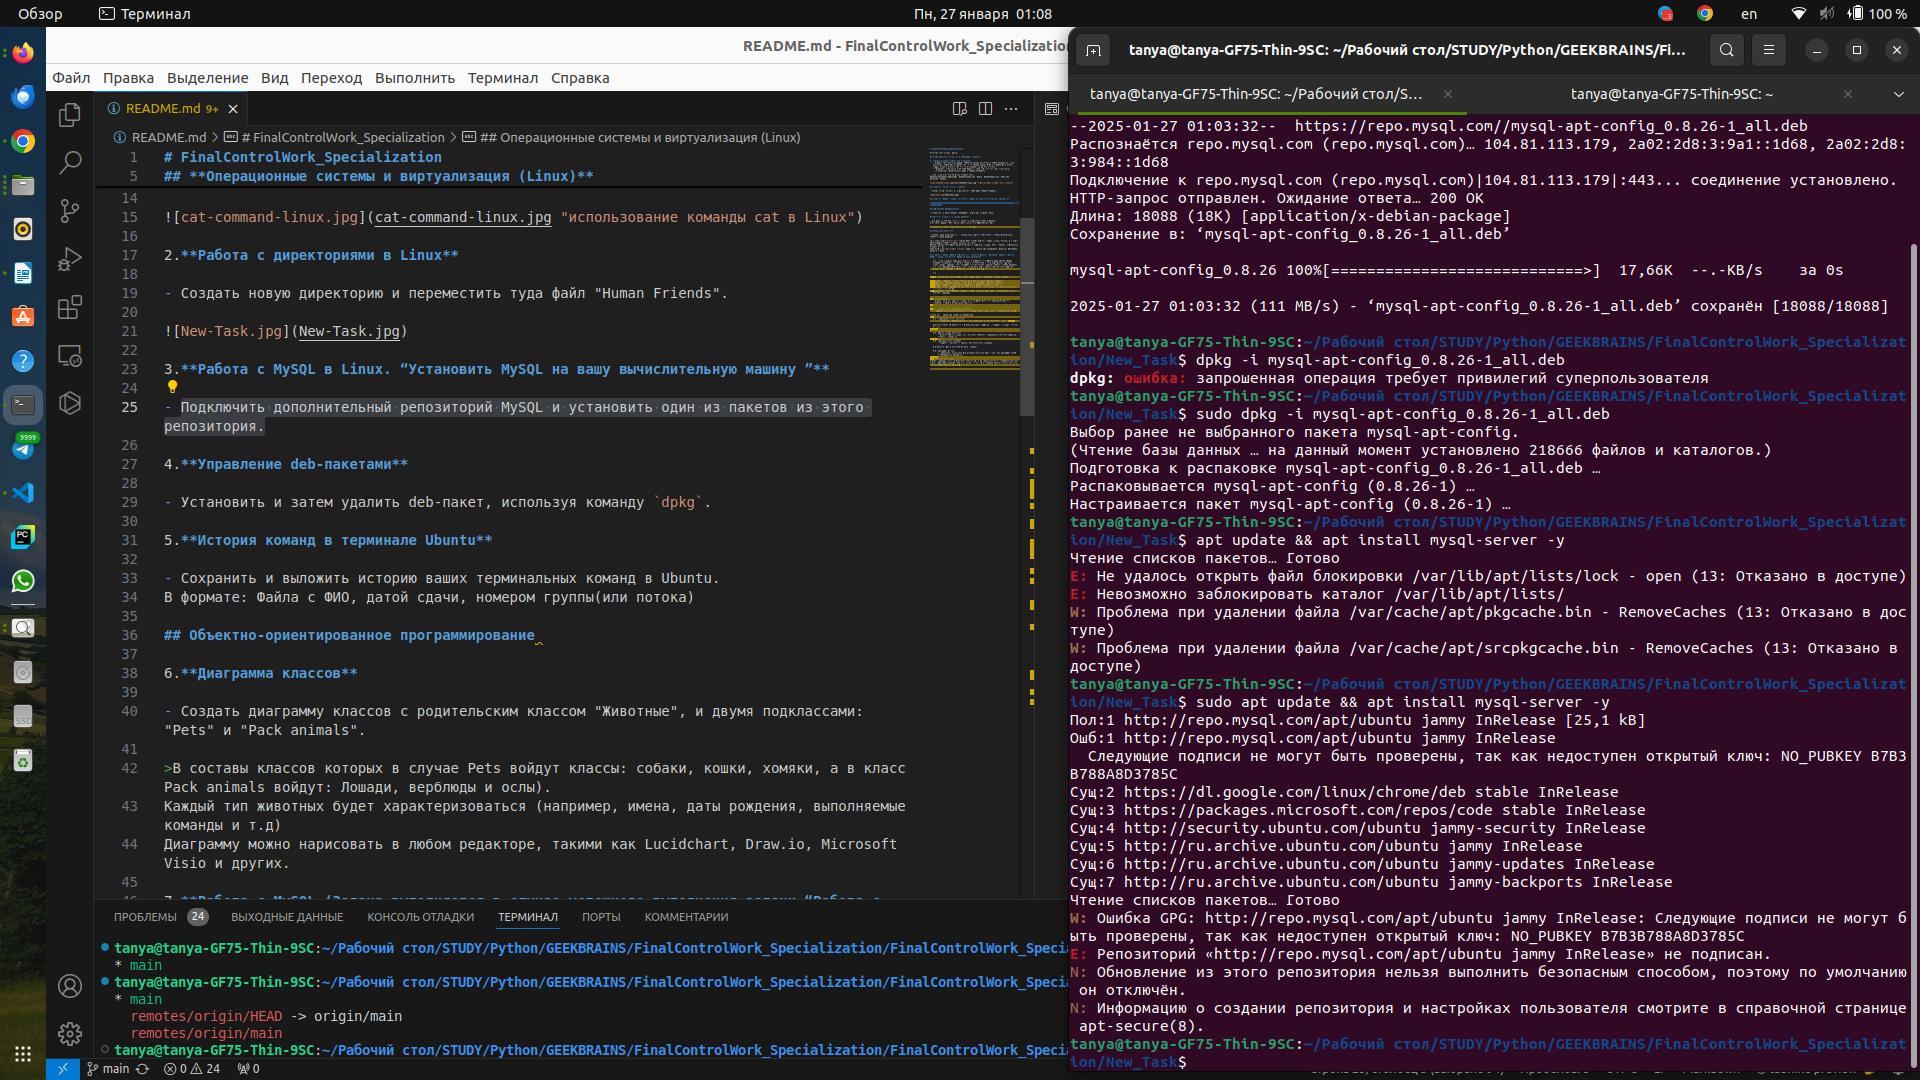 Обзор
Терминал
Пн, 27 января 01:08
en
100 %
README.md - FinalControlWork_Specializatio
Файл Правка Выделение Вид Переход Выполнить Терминал Справка
README.md 9+
README.md > # FinalControlWork_Specialization > ## Операционные системы и виртуализация (Linux)
1 # FinalControlWork_Specialization
5 ## **Операционные системы и виртуализация (Linux)**
14
15 ![cat-command-linux.jpg](cat-command-linux.jpg "использование команды cat в Linux")
16
17 2.**Работа с директориями в Linux**
18
19 - Создать новую директорию и переместить туда файл "Human Friends".
20
21 ![New-Task.jpg](New-Task.jpg)
22
23 3.**Работа с MySQL в Linux. “Установить MySQL на вашу вычислительную машину ”**
24
25 - Подключить дополнительный репозиторий MySQL и установить один из пакетов из этого
репозитория.
26
27 4.**Управление deb-пакетами**
28
29 - Установить и затем удалить deb-пакет, используя команду `dpkg`.
30
31 5.**История команд в терминале Ubuntu**
32
33 - Сохранить и выложить историю ваших терминальных команд в Ubuntu.
34 В формате: Файла с ФИО, датой сдачи, номером группы(или потока)
35
36 ## Объектно-ориентированное программирование
37
38 6.**Диаграмма классов**
39
40 - Создать диаграмму классов с родительским классом "Животные", и двумя подклассами:
"Pets" и "Pack animals".
41
42 >В составы классов которых в случае Pets войдут классы: собаки, кошки, хомяки, а в класс
Pack animals войдут: Лошади, верблюды и ослы).
43 Каждый тип животных будет характеризоваться (например, имена, даты рождения, выполняемые
команды и т.д)
44 Диаграмму можно нарисовать в любом редакторе, такими как Lucidchart, Draw.io, Microsoft
Visio и других.
45
ПРОБЛЕМЫ 24 ВЫХОДНЫЕ ДАННЫЕ КОНСОЛЬ ОТЛАДКИ ТЕРМИНАЛ ПОРТЫ КОММЕНТАРИИ
tanya@tanya-GF75-Thin-9SC:~/Рабочий стол/STUDY/Python/GEEKBRAINS/FinalControlWork_Specialization/FinalControlWork_Speci
* main
tanya@tanya-GF75-Thin-9SC:~/Рабочий стол/STUDY/Python/GEEKBRAINS/FinalControlWork_Specialization/FinalControlWork_Speci
* main
remotes/origin/HEAD -> origin/main
remotes/origin/main
tanya@tanya-GF75-Thin-9SC:~/Рабочий стол/STUDY/Python/GEEKBRAINS/FinalControlWork_Specialization/FinalControlWork_Speci
main 0 24 0
9999
PC
SSD
tanya@tanya-GF75-Thin-9SC: ~/Рабочий стол/STUDY/Python/GEEKBRAINS/Fi...
tanya@tanya-GF75-Thin-9SC: ~/Рабочий стол/S...
tanya@tanya-GF75-Thin-9SC: ~
--2025-01-27 01:03:32-- https://repo.mysql.com//mysql-apt-config_0.8.26-1_all.deb
Распознаётся repo.mysql.com (repo.mysql.com)… 104.81.113.179, 2a02:2d8:3:9a1::1d68, 2a02:2d8:
3:984::1d68
Подключение к repo.mysql.com (repo.mysql.com)|104.81.113.179|:443... соединение установлено.
HTTP-запрос отправлен. Ожидание ответа… 200 OK
Длина: 18088 (18K) [application/x-debian-package]
Сохранение в: ‘mysql-apt-config_0.8.26-1_all.deb’
mysql-apt-config_0.8.26 100%[============================>] 17,66K --.-KB/s за 0s
2025-01-27 01:03:32 (111 MB/s) - ‘mysql-apt-config_0.8.26-1_all.deb’ сохранён [18088/18088]
tanya@tanya-GF75-Thin-9SC:~/Рабочий стол/STUDY/Python/GEEKBRAINS/FinalControlWork_Specializat
ion/New_Task$ dpkg -i mysql-apt-config_0.8.26-1_all.deb
dpkg: ошибка: запрошенная операция требует привилегий суперпользователя
tanya@tanya-GF75-Thin-9SC:~/Рабочий стол/STUDY/Python/GEEKBRAINS/FinalControlWork_Specializat
ion/New_Task$ sudo dpkg -i mysql-apt-config_0.8.26-1_all.deb
Выбор ранее не выбранного пакета mysql-apt-config.
(Чтение базы данных … на данный момент установлено 218666 файлов и каталогов.)
Подготовка к распаковке mysql-apt-config_0.8.26-1_all.deb …
Распаковывается mysql-apt-config (0.8.26-1) …
Настраивается пакет mysql-apt-config (0.8.26-1) …
tanya@tanya-GF75-Thin-9SC:~/Рабочий стол/STUDY/Python/GEEKBRAINS/FinalControlWork_Specializat
ion/New_Task$ apt update && apt install mysql-server -y
Чтение списков пакетов… Готово
E: Не удалось открыть файл блокировки /var/lib/apt/lists/lock - open (13: Отказано в доступе)
E: Невозможно заблокировать каталог /var/lib/apt/lists/
W: Проблема при удалении файла /var/cache/apt/pkgcache.bin - RemoveCaches (13: Отказано в дос
тупе)
W: Проблема при удалении файла /var/cache/apt/srcpkgcache.bin - RemoveCaches (13: Отказано в
доступе)
tanya@tanya-GF75-Thin-9SC:~/Рабочий стол/STUDY/Python/GEEKBRAINS/FinalControlWork_Specializat
ion/New_Task$ sudo apt update && apt install mysql-server -y
Пол:1 http://repo.mysql.com/apt/ubuntu jammy InRelease [25,1 kB]
Ошб:1 http://repo.mysql.com/apt/ubuntu jammy InRelease
Следующие подписи не могут быть проверены, так как недоступен открытый ключ: NO_PUBKEY B7B3
B788A8D3785C
Сущ:2 https://dl.google.com/linux/chrome/deb stable InRelease
Сущ:3 https://packages.microsoft.com/repos/code stable InRelease
Сущ:4 http://security.ubuntu.com/ubuntu jammy-security InRelease
Сущ:5 http://ru.archive.ubuntu.com/ubuntu jammy InRelease
Сущ:6 http://ru.archive.ubuntu.com/ubuntu jammy-updates InRelease
Сущ:7 http://ru.archive.ubuntu.com/ubuntu jammy-backports InRelease
Чтение списков пакетов… Готово
W: Ошибка GPG: http://repo.mysql.com/apt/ubuntu jammy InRelease: Следующие подписи не могут б
ыть проверены, так как недоступен открытый ключ: NO_PUBKEY B7B3B788A8D3785C
E: Репозиторий «http://repo.mysql.com/apt/ubuntu jammy InRelease» не подписан.
N: Обновление из этого репозитория нельзя выполнить безопасным способом, поэтому по умолчанию
он отключён.
N: Информацию о создании репозитория и настройках пользователя смотрите в справочной странице
apt-secure(8).
tanya@tanya-GF75-Thin-9SC:~/Рабочий стол/STUDY/Python/GEEKBRAINS/FinalControlWork_Specializat
ion/New_Task$